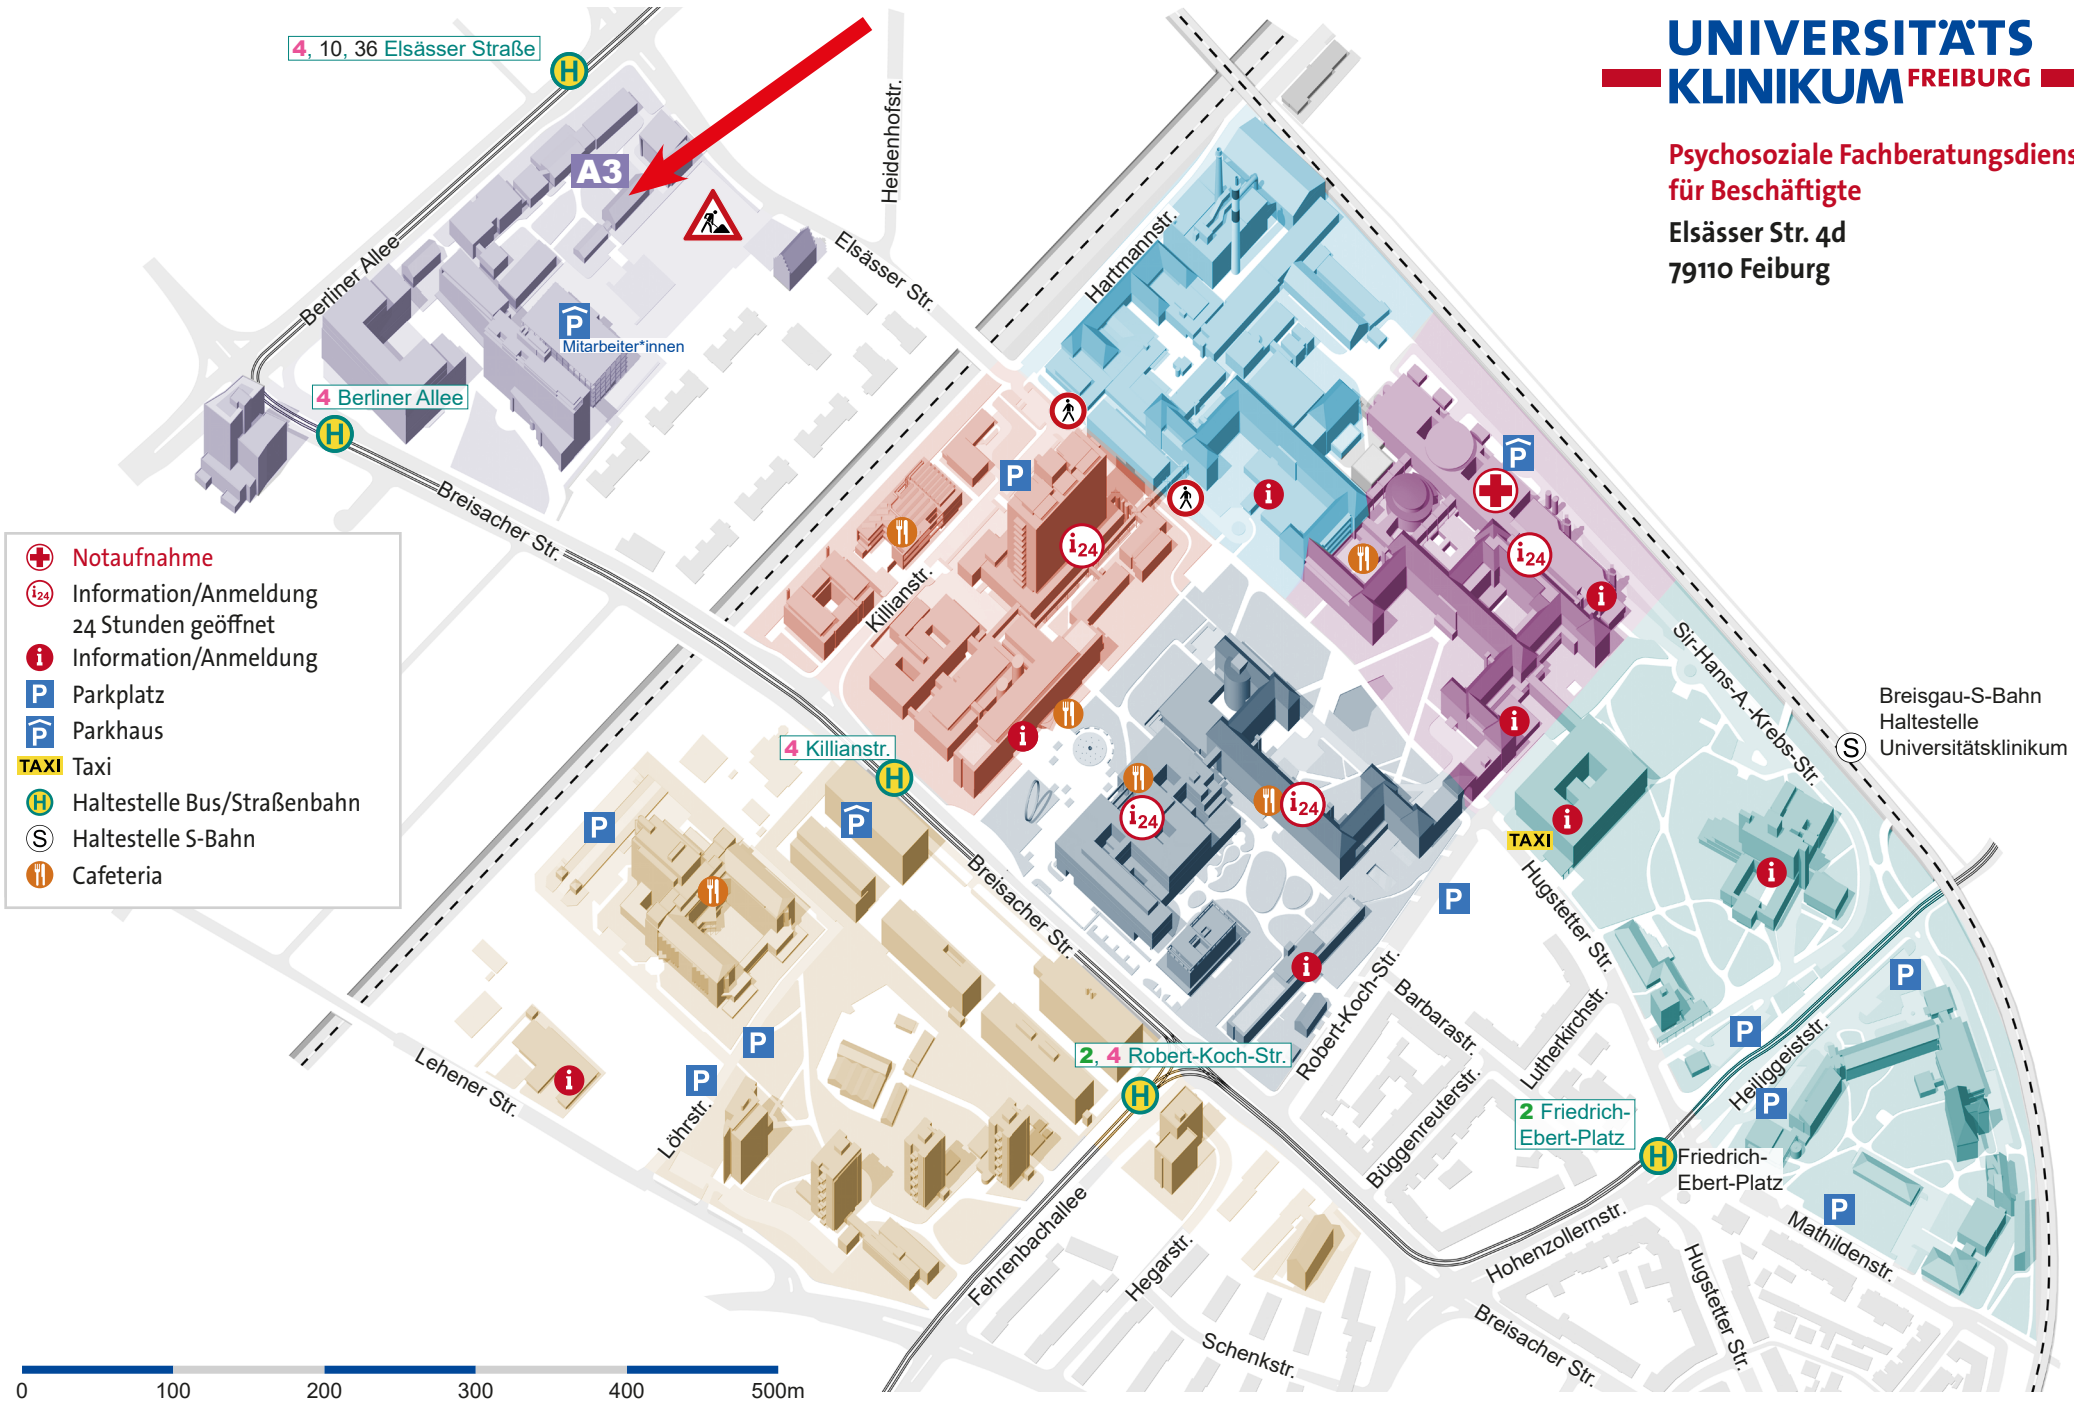 UNIVERSITÄTS
KLINIKUM FREIBURG
Psychosoziale Fachberatungsdiens
für Beschäftigte
Elsässer Str. 4d
79110 Feiburg
4, 10, 36 Elsässer Straße
H
A3
Heidenhofstr.
Elsässer Str.
Hartmannstr.
Berliner Allee
P
Mitarbeiter*innen
4 Berliner Allee
H
Breisacher Str.
P
P
i
i24
i24
i
Killianstr.
Notaufnahme
i24 Information/Anmeldung
24 Stunden geöffnet
i Information/Anmeldung
P Parkplatz
P Parkhaus
TAXI Taxi
H Haltestelle Bus/Straßenbahn
S Haltestelle S-Bahn
Cafeteria
Sir-Hans-A.-Krebs-Str.
Breisgau-S-Bahn
Haltestelle
Universitätsklinikum
S
i
i
4 Killianstr.
H
P
P
i24
i24
i
TAXI
i
Hugstetter Str.
P
Breisacher Str.
i
Robert-Koch-Str.
Barbarastr.
Lutherkirchstr.
P
P
Heiliggeiststr.
P
P
P
i
Lehener Str.
Löhrstr.
2, 4 Robert-Koch-Str.
H
Büggenreuterstr.
2 Friedrich-
Ebert-Platz
H
Friedrich-
Ebert-Platz
P
Mathildenstr.
Fehrenbachallee
Hegarstr.
Hohenzollernstr.
Hugstetter Str.
Schenkstr.
Breisacher Str.
0 100 200 300 400 500m